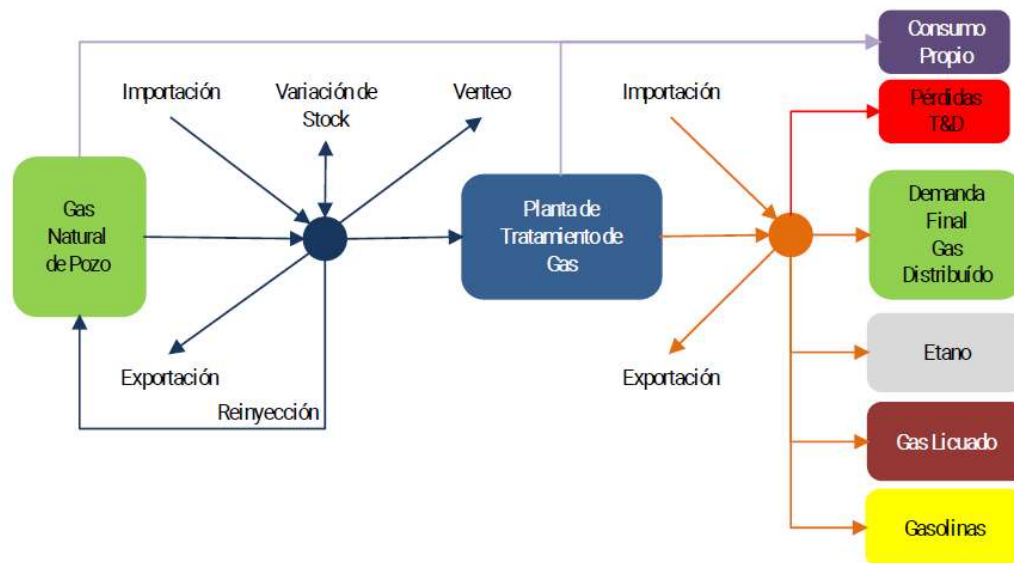 Consumo
Propio
Importación
Variación de
Stock
Venteo
Importación
Pérdidas
T&D
Gas
Natural
de Pozo
Planta de
Tratamiento de
Gas
Demanda
Final
Gas
Distribuído
Exportación
Reinyección
Exportación
Etano
Gas Licuado
Gasolinas